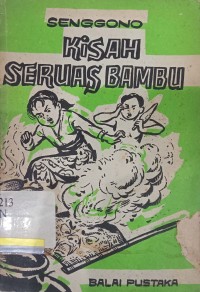 SENGGONO
KISAH
SERUAS BAMBU
213
N
BALAI PUSTAKA